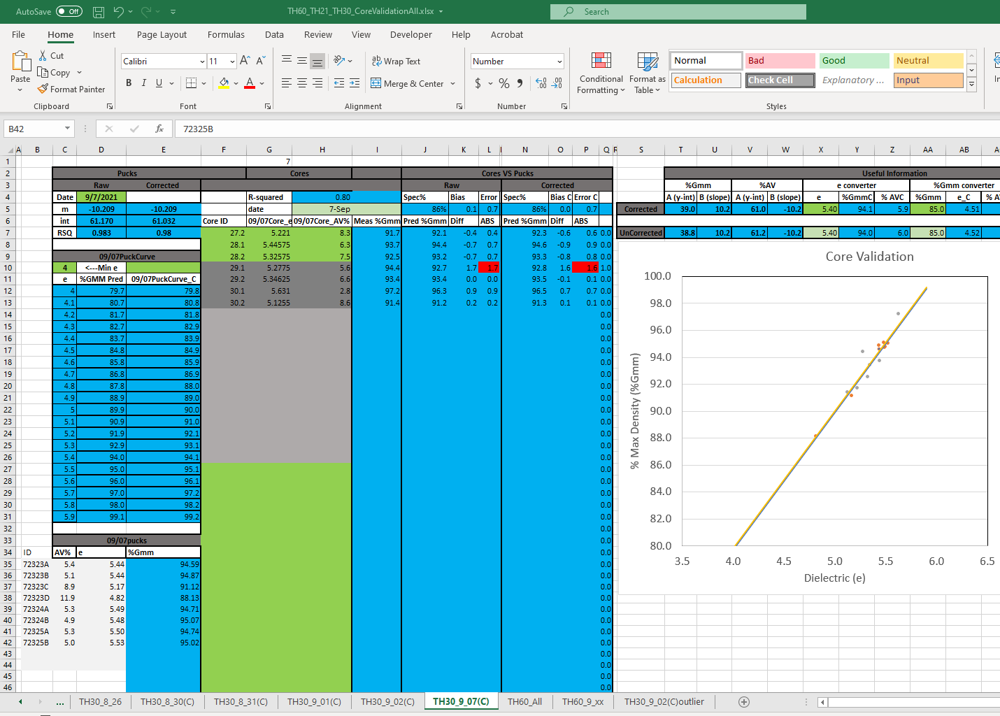 AutoSave Off TH60_TH21_TH30_CoreValidationAll.xlsx Search
File Home Insert Page Layout Formulas Data Review View Developer Help Acrobat
Cut Calibri 11 Wrap Text Number Normal Bad Good Neutral
Paste Copy Format Painter Merge & Center Conditional Formatting Format as Table Calculation Check Cell Explanatory ... Input
Clipboard Font Alignment Number Styles
B42 fx 72325B
A B C D E F G H I J K L N O P Q R S T U V W X Y Z AA AB
1 7
2 Pucks Cores Cores VS Pucks Useful Information
3 Raw Corrected Raw Corrected %Gmm %AV e converter %Gmm converter
4 Date 9/7/2021 R-squared 0.80 Spec% Bias Error Spec% Bias C Error C A (y-int) B (slope) A (y-int) B (slope) e %GmmC % AVC %Gmm e_C
5 m -10.209 -10.209 date 7-Sep 86% 0.1 0.7 86% 0.0 0.7 Corrected 39.0 10.2 61.0 -10.2 5.40 94.1 5.9 85.0 4.51
6 int 61.170 61.032 Core ID 09/07Core_e 09/07Core_AV% Meas %Gmm Pred %Gmm Diff ABS Pred %Gmm Diff ABS
7 RSQ 0.983 0.98 27.2 5.221 8.3 91.7 92.1 -0.4 0.4 92.3 -0.6 0.6 0.0 UnCorrected 38.8 10.2 61.2 -10.2 5.40 94.0 6.0 85.0 4.52
8 28.1 5.44575 6.3 93.7 94.4 -0.7 0.7 94.6 -0.9 0.9 0.0
9 09/07PuckCurve 28.2 5.32575 7.5 92.5 93.2 -0.7 0.7 93.3 -0.8 0.8 0.0
10 4 <---Min e 29.1 5.2775 5.6 94.4 92.7 1.7 1.7 92.8 1.6 1.6 1.0
11 e %GMM Pred 09/07PuckCurve_C 29.2 5.34625 6.6 93.4 93.4 0.0 0.0 93.5 -0.1 0.1 0.0
12 4 79.7 79.8 30.1 5.631 2.8 97.2 96.3 0.9 0.9 96.5 0.7 0.7 0.0
13 4.1 80.7 80.8 30.2 5.1255 8.6 91.4 91.2 0.2 0.2 91.3 0.1 0.1 0.0
14 4.2 81.7 81.8 0.0
15 4.3 82.7 82.9 0.0
16 4.4 83.7 83.9 0.0
17 4.5 84.8 84.9 0.0
18 4.6 85.8 85.9 0.0
19 4.7 86.8 86.9 0.0
20 4.8 87.8 88.0 0.0
21 4.9 88.9 89.0 0.0
22 5 89.9 90.0 0.0
23 5.1 90.9 91.0 0.0
24 5.2 91.9 92.1 0.0
25 5.3 92.9 93.1 0.0
26 5.4 94.0 94.1 0.0
27 5.5 95.0 95.1 0.0
28 5.6 96.0 96.1 0.0
29 5.7 97.0 97.2 0.0
30 5.8 98.0 98.2 0.0
31 5.9 99.1 99.2 0.0
32 0.0
33 09/07pucks 0.0
34 ID AV% e %Gmm 0.0
35 72323A 5.4 5.44 94.59 0.0
36 72323B 5.1 5.44 94.87 0.0
37 72323C 8.9 5.17 91.12 0.0
38 72323D 11.9 4.82 88.13 0.0
39 72324A 5.3 5.49 94.71 0.0
40 72324B 4.9 5.48 95.07 0.0
41 72325A 5.3 5.50 94.74 0.0
42 72325B 5.0 5.53 95.02 0.0
43 0.0
44 0.0
45 0.0
46 0.0
Core Validation
100.0
98.0
96.0
94.0
92.0
90.0
88.0
86.0
84.0
82.0
80.0
% Max Density (%Gmm)
3.5 4.0 4.5 5.0 5.5 6.0 6.5
Dielectric (e)
... TH30_8_26 TH30_8_30(C) TH30_8_31(C) TH30_9_01(C) TH30_9_02(C) TH30_9_07(C) TH60_All TH60_9_xx TH30_9_02(C)outlier